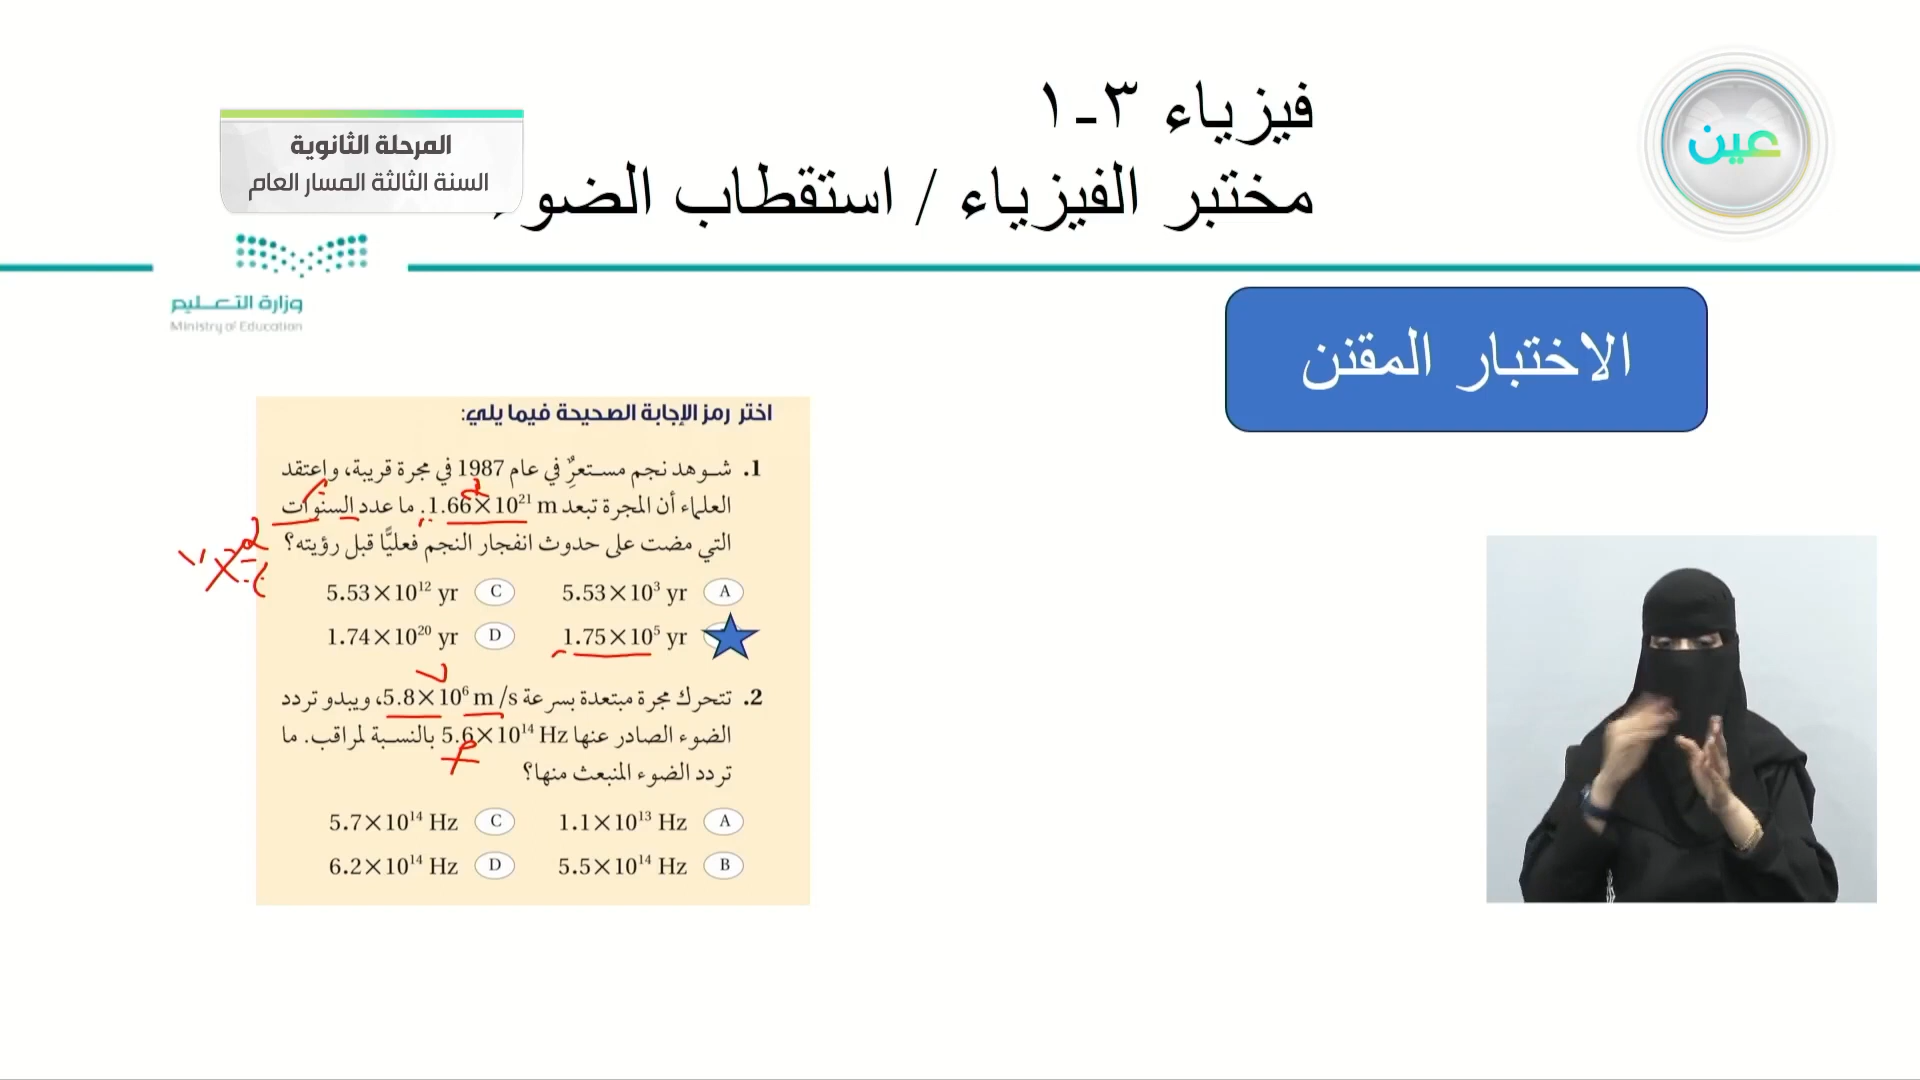 فيزياء ٣-١
مختبر الفيزياء / استقطاب الضوء
عين
المرحلة الثانوية
السنة الثالثة المسار العام
وزارة التعليم
Ministry of Education
الاختبار المقنن
اختر رمز الإجابة الصحيحة فيما يلي:
1. شوهد نجم مستعرٌ في عام 1987 في مجرة قريبة، واعتقد
العلماء أن المجرة تبعد 1.66×10²¹ m. ما عدد السنوات
التي مضت على حدوث انفجار النجم فعليًّا قبل رؤيته؟
A 5.53×10³ yr C 5.53×10¹² yr
1.75×10⁵ yr D 1.74×10²⁰ yr
2. تتحرك مجرة مبتعدة بسرعة 5.8×10⁶ m/s، ويبدو تردد
الضوء الصادر عنها 5.6×10¹⁴ Hz بالنسبة لمراقب. ما
تردد الضوء المنبعث منها؟
A 1.1×10¹³ Hz C 5.7×10¹⁴ Hz
B 5.5×10¹⁴ Hz D 6.2×10¹⁴ Hz